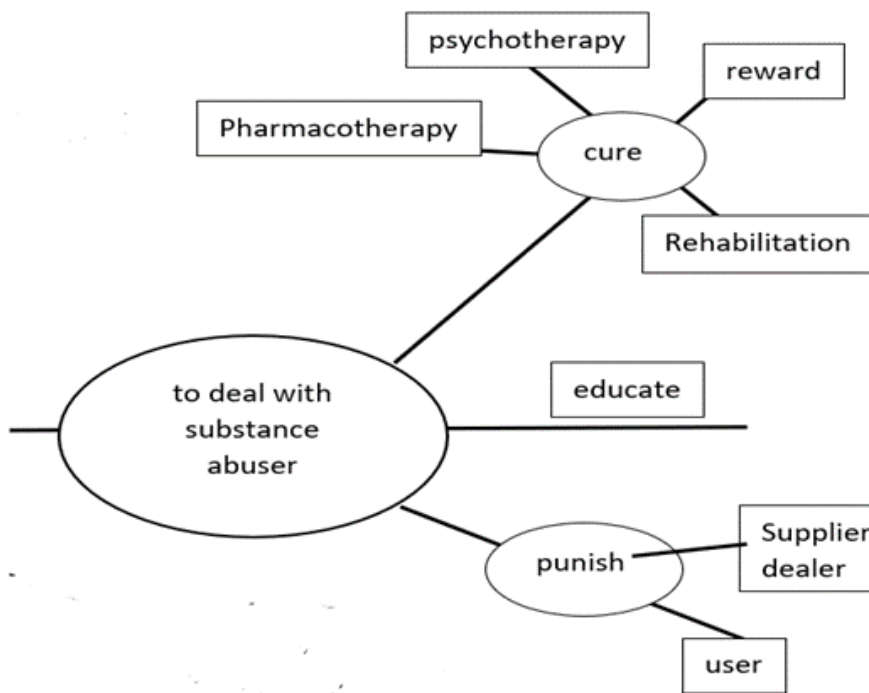 psychotherapy
reward
Pharmacotherapy
cure
Rehabilitation
educate
to deal with
substance
abuser
Supplier
dealer
punish
user